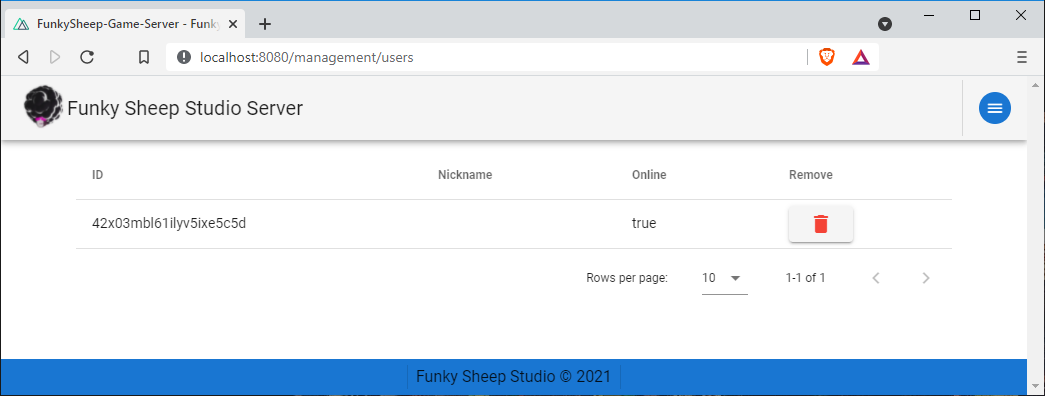 FunkySheep-Game-Server - Funky
localhost:8080/management/users
Funky Sheep Studio Server
ID Nickname Online Remove
42x03mbl61ilyv5ixe5c5d true
Rows per page: 10 1-1 of 1
Funky Sheep Studio © 2021